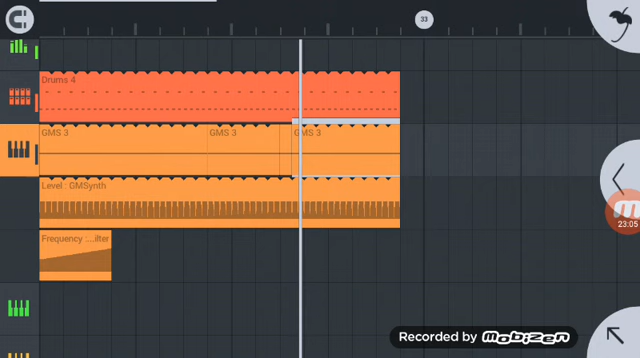 33
Drums 4
GMS 3 GMS 3 GMS 3
Level : GMSynth
Frequency :...ilter
23:05
Recorded by MOBIZEN